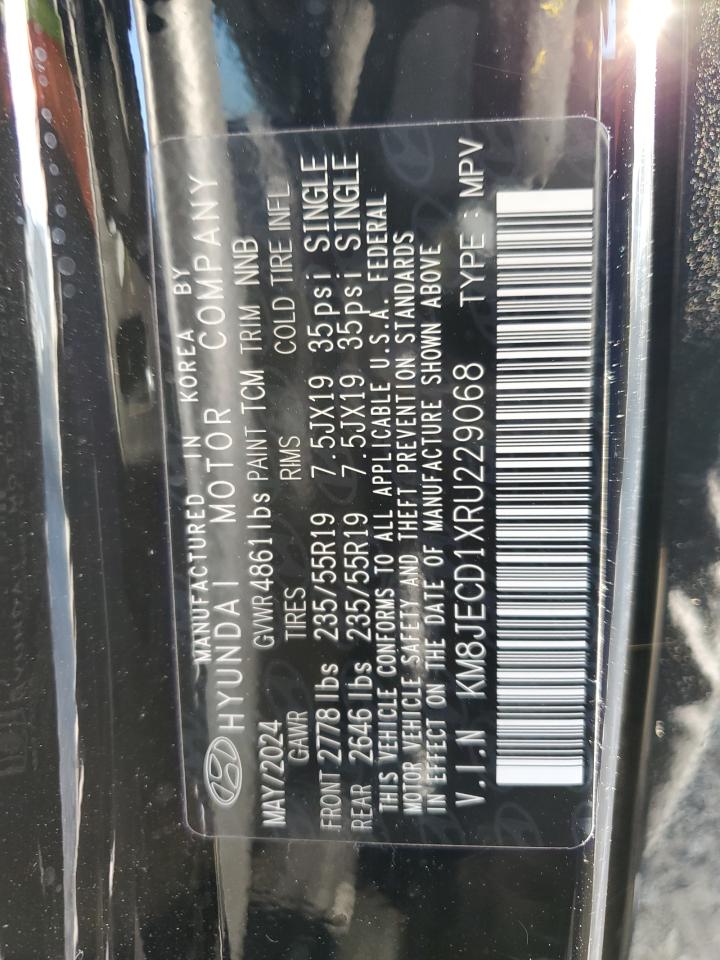 MANUFACTURED IN KOREA BY
HYUNDAI MOTOR COMPANY
MAY/2024 GVWR 4861lbs PAINT TCM TRIM NNB
GAWR TIRES RIMS COLD TIRE INFL
FRONT 2778 lbs 235/55R19 7.5JX19 35psi SINGLE
REAR 2646 lbs 235/55R19 7.5JX19 35psi SINGLE
THIS VEHICLE CONFORMS TO ALL APPLICABLE U.S.A. FEDERAL
MOTOR VEHICLE SAFETY AND THEFT PREVENTION STANDARDS
IN EFFECT ON THE DATE OF MANUFACTURE SHOWN ABOVE
V.I.N KM8JECD1XRU229068 TYPE : MPV